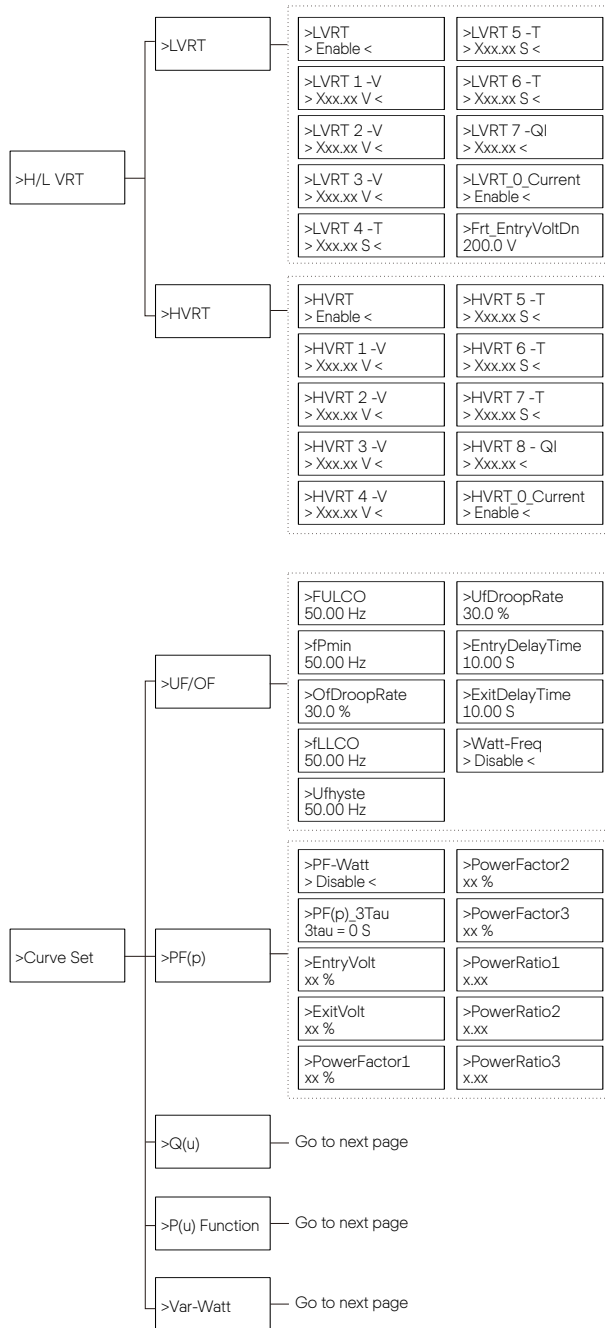 >H/L VRT
>LVRT
>LVRT
> Enable <
>LVRT 1 -V
> Xxx.xx V <
>LVRT 2 -V
> Xxx.xx V <
>LVRT 3 -V
> Xxx.xx V <
>LVRT 4 -T
> Xxx.xx S <
>LVRT 5 -T
> Xxx.xx S <
>LVRT 6 -T
> Xxx.xx S <
>LVRT 7 -QI
> Xxx.xx <
>LVRT_0_Current
> Enable <
>Frt_EntryVoltDn
200.0 V
>HVRT
>HVRT
> Enable <
>HVRT 1 -V
> Xxx.xx V <
>HVRT 2 -V
> Xxx.xx V <
>HVRT 3 -V
> Xxx.xx V <
>HVRT 4 -V
> Xxx.xx V <
>HVRT 5 -T
> Xxx.xx S <
>HVRT 6 -T
> Xxx.xx S <
>HVRT 7 -T
> Xxx.xx S <
>HVRT 8 - QI
> Xxx.xx <
>HVRT_0_Current
> Enable <
>Curve Set
>UF/OF
>FULCO
50.00 Hz
>fPmin
50.00 Hz
>OfDroopRate
30.0 %
>fLLCO
50.00 Hz
>Ufhyste
50.00 Hz
>UfDroopRate
30.0 %
>EntryDelayTime
10.00 S
>ExitDelayTime
10.00 S
>Watt-Freq
> Disable <
>PF(p)
>PF-Watt
> Disable <
>PF(p)_3Tau
3tau = 0 S
>EntryVolt
xx %
>ExitVolt
xx %
>PowerFactor1
xx %
>PowerFactor2
xx %
>PowerFactor3
xx %
>PowerRatio1
x.xx
>PowerRatio2
x.xx
>PowerRatio3
x.xx
>Q(u)
Go to next page
>P(u) Function
Go to next page
>Var-Watt
Go to next page